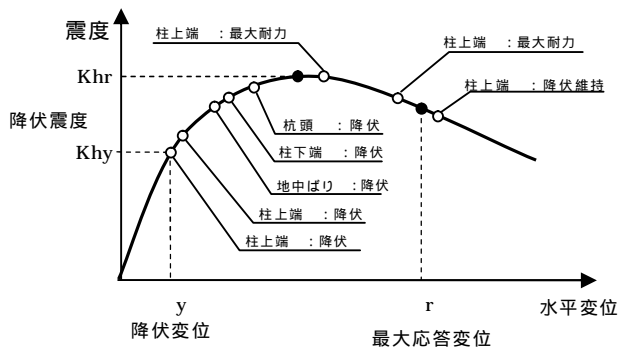 震度
柱上端　：最大耐力
柱上端　：最大耐力
Khr
柱上端　：降伏維持
降伏震度
杭頭　：降伏
Khy
柱下端　：降伏
地中ばり　：降伏
柱上端　：降伏
柱上端　：降伏
y
r
水平変位
降伏変位
最大応答変位